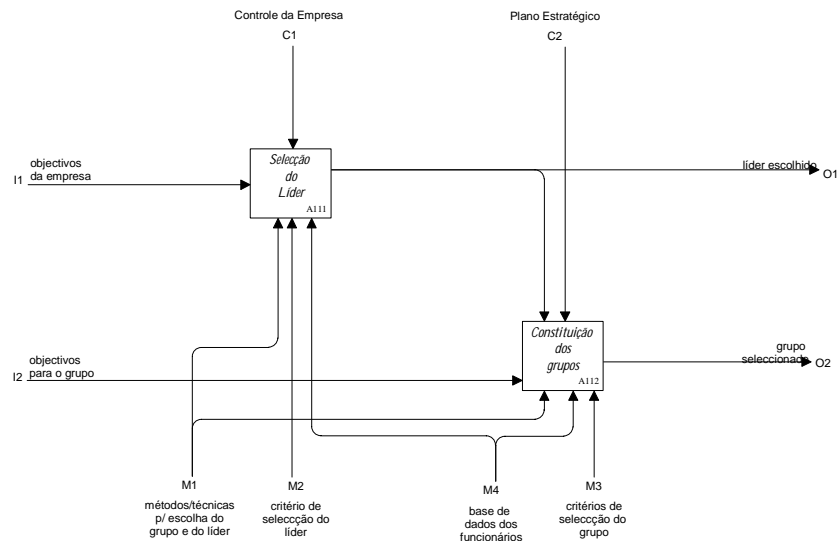 Controle da Empresa
C1
Plano Estratégico
C2
objectivos
da empresa
I1
Selecção
do
Líder
A111
líder escolhido
O1
objectivos
para o grupo
I2
Constituição
dos
grupos
A112
grupo
seleccionado
O2
M1
métodos/técnicas
p/ escolha do
grupo e do líder
M2
critério de
seleccção do
líder
M4
base de
dados dos
funcionários
M3
critérios de
seleccção do
grupo